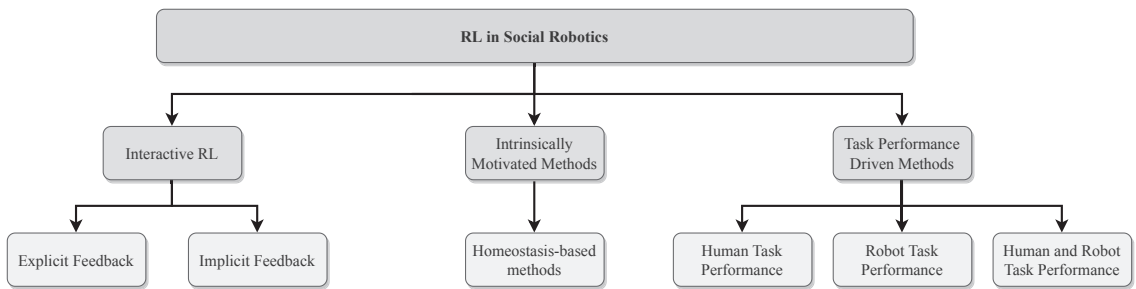 RL in Social Robotics
Interactive RL
Intrinsically
Motivated Methods
Task Performance
Driven Methods
Explicit Feedback
Implicit Feedback
Homeostasis-based
methods
Human Task
Performance
Robot Task
Performance
Human and Robot
Task Performance